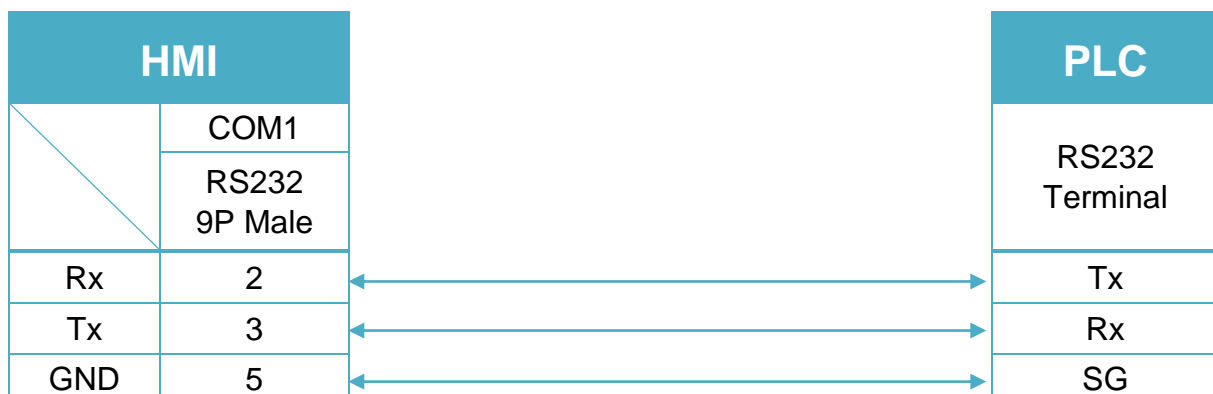 HMI
PLC
COM1
RS232
9P Male
RS232
Terminal
Rx 2 Tx
Tx 3 Rx
GND 5 SG